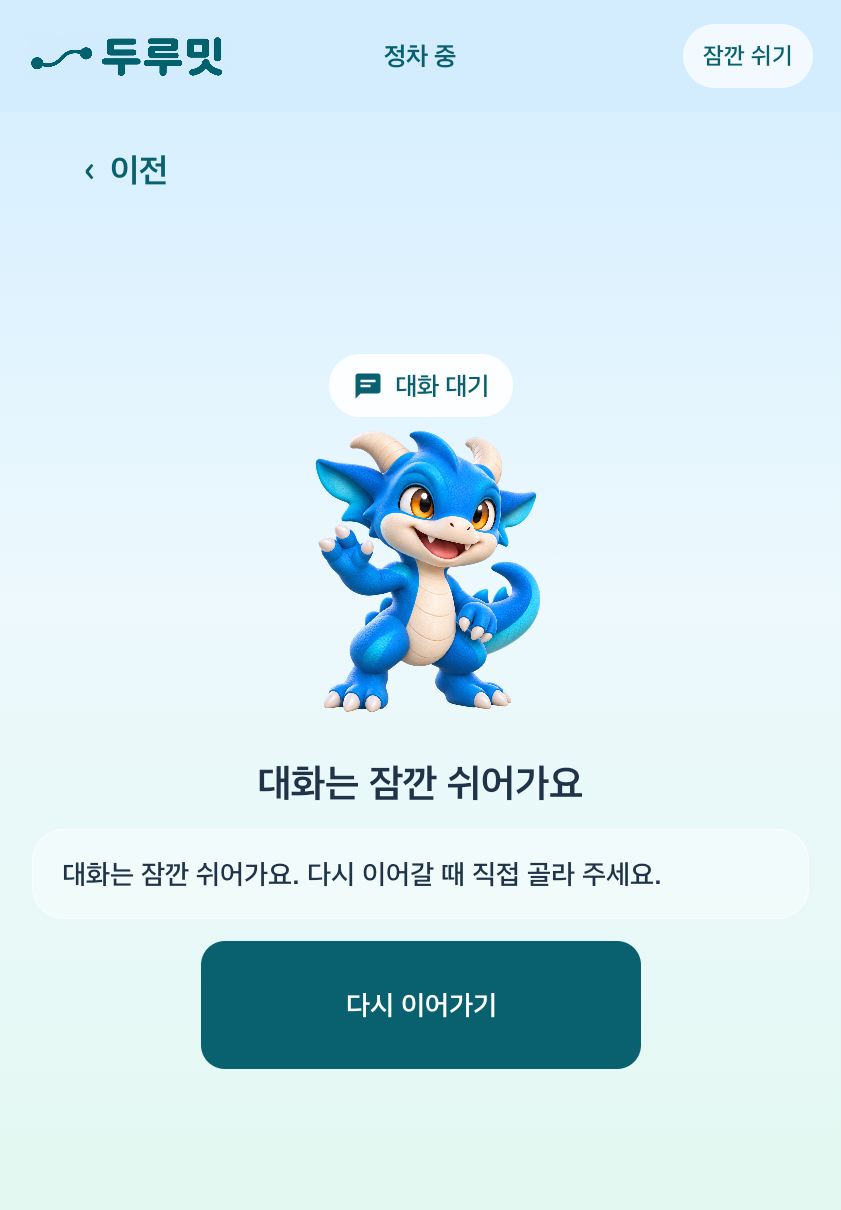 두루밋
정차 중
잠깐 쉬기
‹ 이전
대화 대기
대화는 잠깐 쉬어가요
대화는 잠깐 쉬어가요. 다시 이어갈 때 직접 골라 주세요.
다시 이어가기